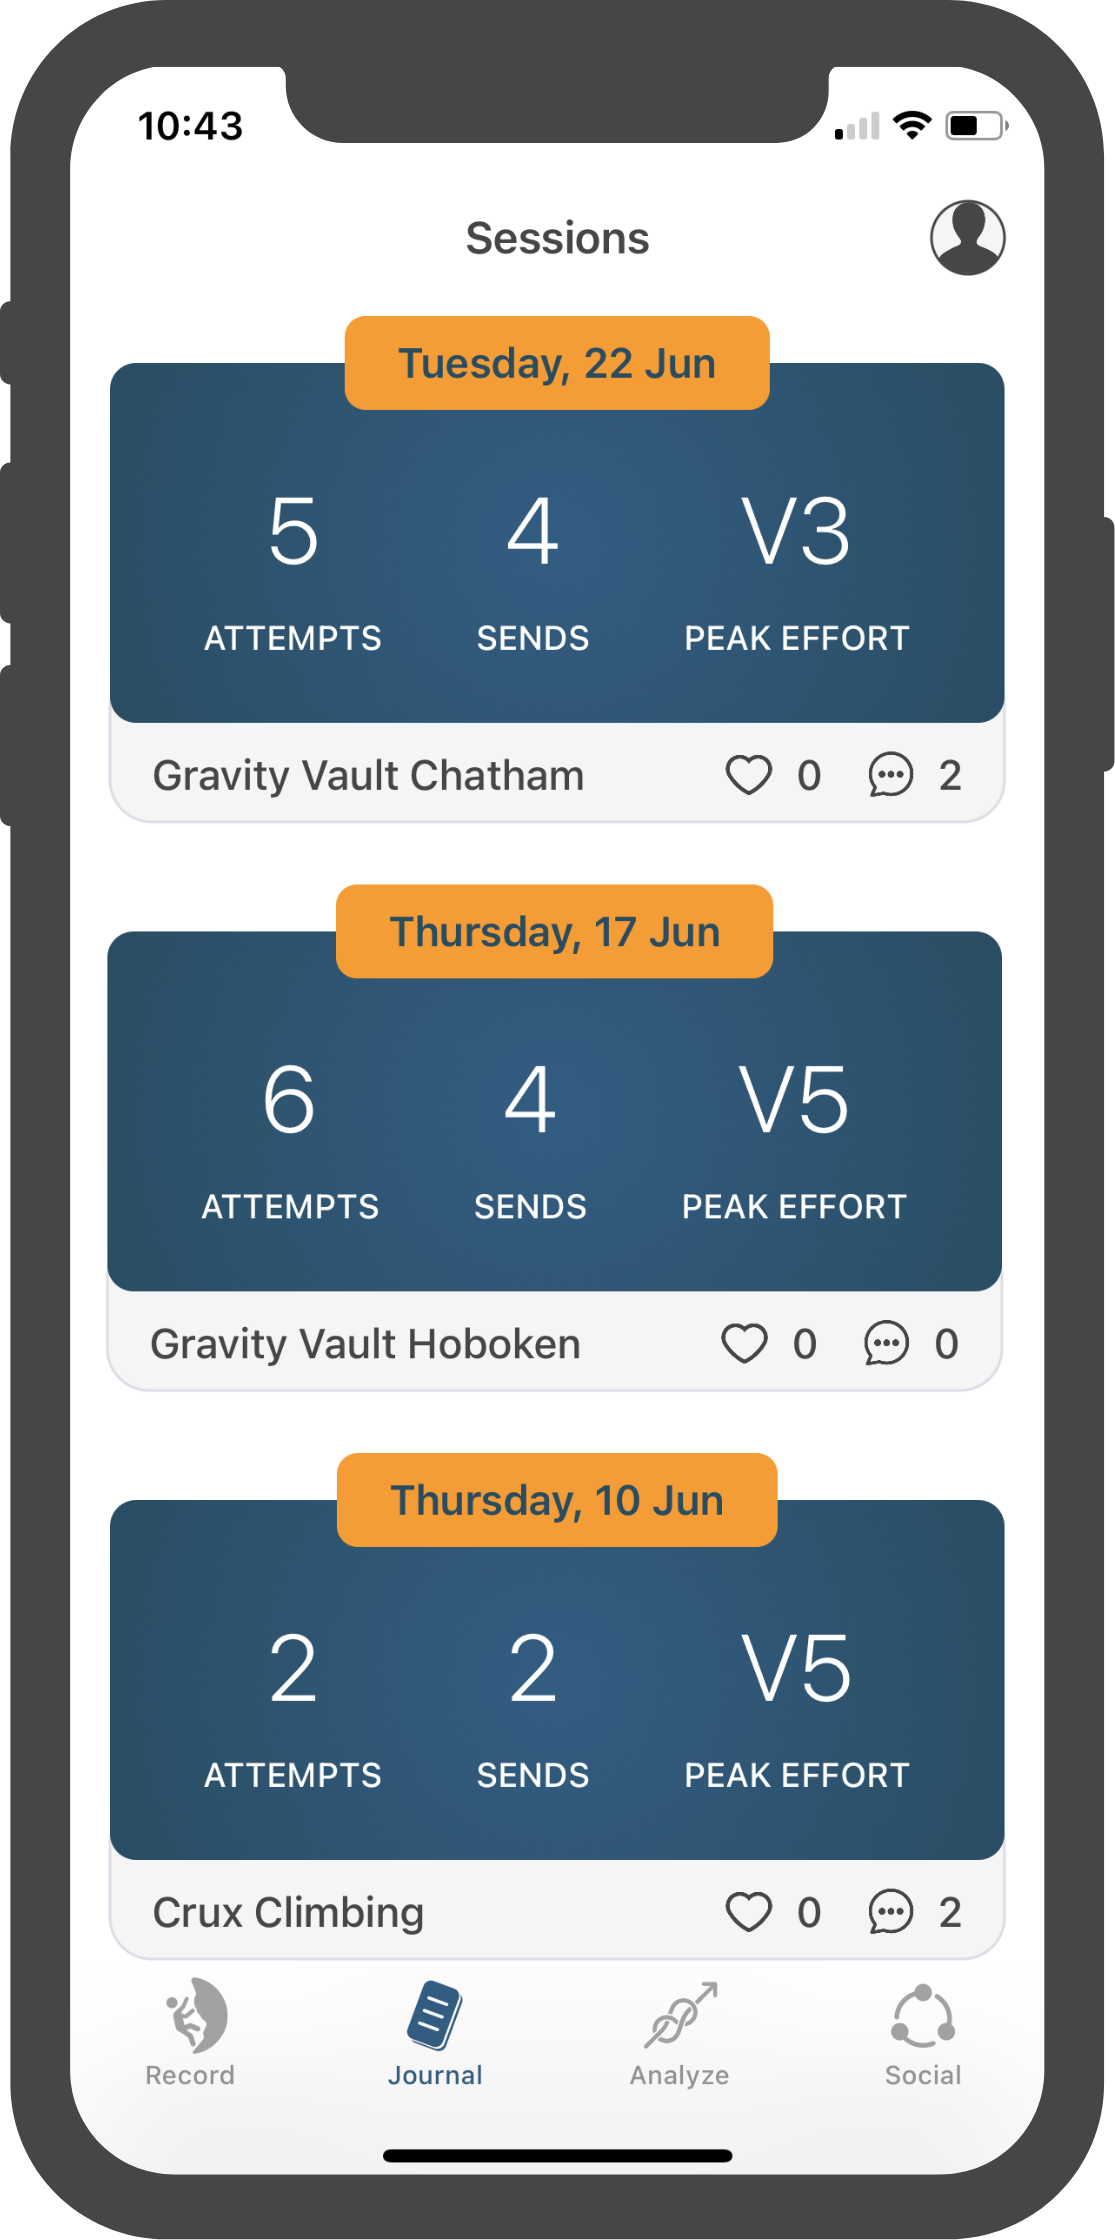 10:43
Sessions
Tuesday, 22 Jun
5 4 V3
ATTEMPTS SENDS PEAK EFFORT
Gravity Vault Chatham 0 2
Thursday, 17 Jun
6 4 V5
ATTEMPTS SENDS PEAK EFFORT
Gravity Vault Hoboken 0 0
Thursday, 10 Jun
2 2 V5
ATTEMPTS SENDS PEAK EFFORT
Crux Climbing 0 2
Record Journal Analyze Social